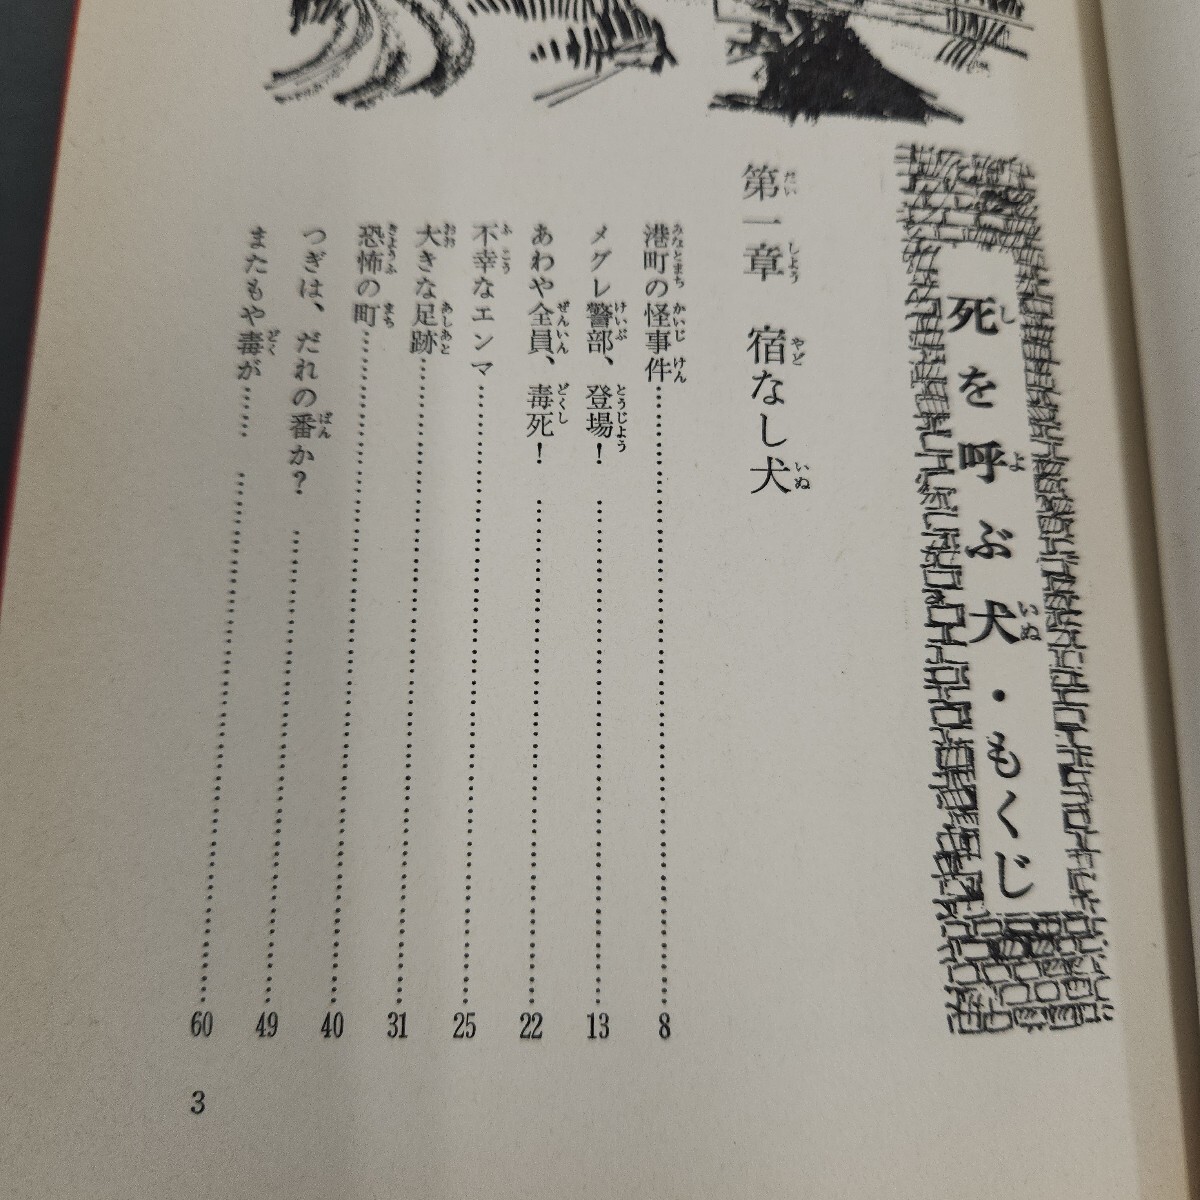 死を呼ぶ犬・もくじ
第一章　宿なし犬
港町の怪事件……8
メグレ警部、登場！……13
あわや全員、毒死！……22
不幸なエンマ……25
大きな足跡……31
恐怖の町……40
つぎは、だれの番か？……49
またもや毒が……　……60
3